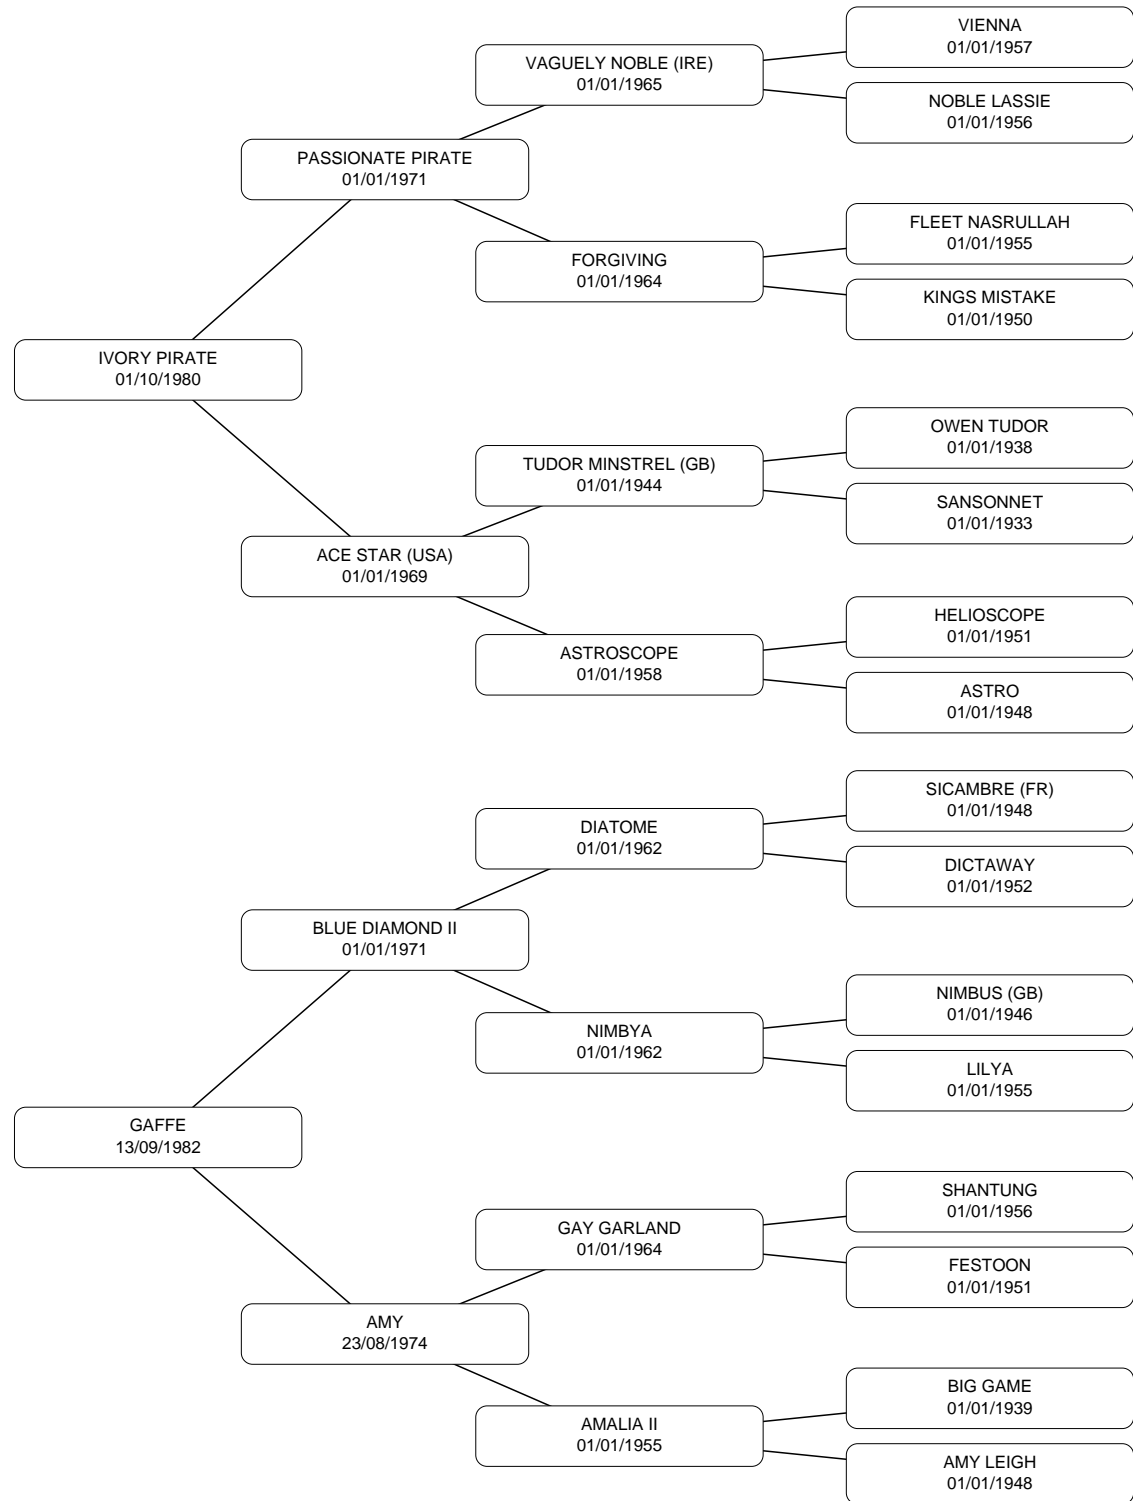 VIENNA
01/01/1957
VAGUELY NOBLE (IRE)
01/01/1965
NOBLE LASSIE
01/01/1956
PASSIONATE PIRATE
01/01/1971
FLEET NASRULLAH
01/01/1955
FORGIVING
01/01/1964
KINGS MISTAKE
01/01/1950
IVORY PIRATE
01/10/1980
OWEN TUDOR
01/01/1938
TUDOR MINSTREL (GB)
01/01/1944
SANSONNET
01/01/1933
ACE STAR (USA)
01/01/1969
HELIOSCOPE
01/01/1951
ASTROSCOPE
01/01/1958
ASTRO
01/01/1948
SICAMBRE (FR)
01/01/1948
DIATOME
01/01/1962
DICTAWAY
01/01/1952
BLUE DIAMOND II
01/01/1971
NIMBUS (GB)
01/01/1946
NIMBYA
01/01/1962
LILYA
01/01/1955
GAFFE
13/09/1982
SHANTUNG
01/01/1956
GAY GARLAND
01/01/1964
FESTOON
01/01/1951
AMY
23/08/1974
BIG GAME
01/01/1939
AMALIA II
01/01/1955
AMY LEIGH
01/01/1948